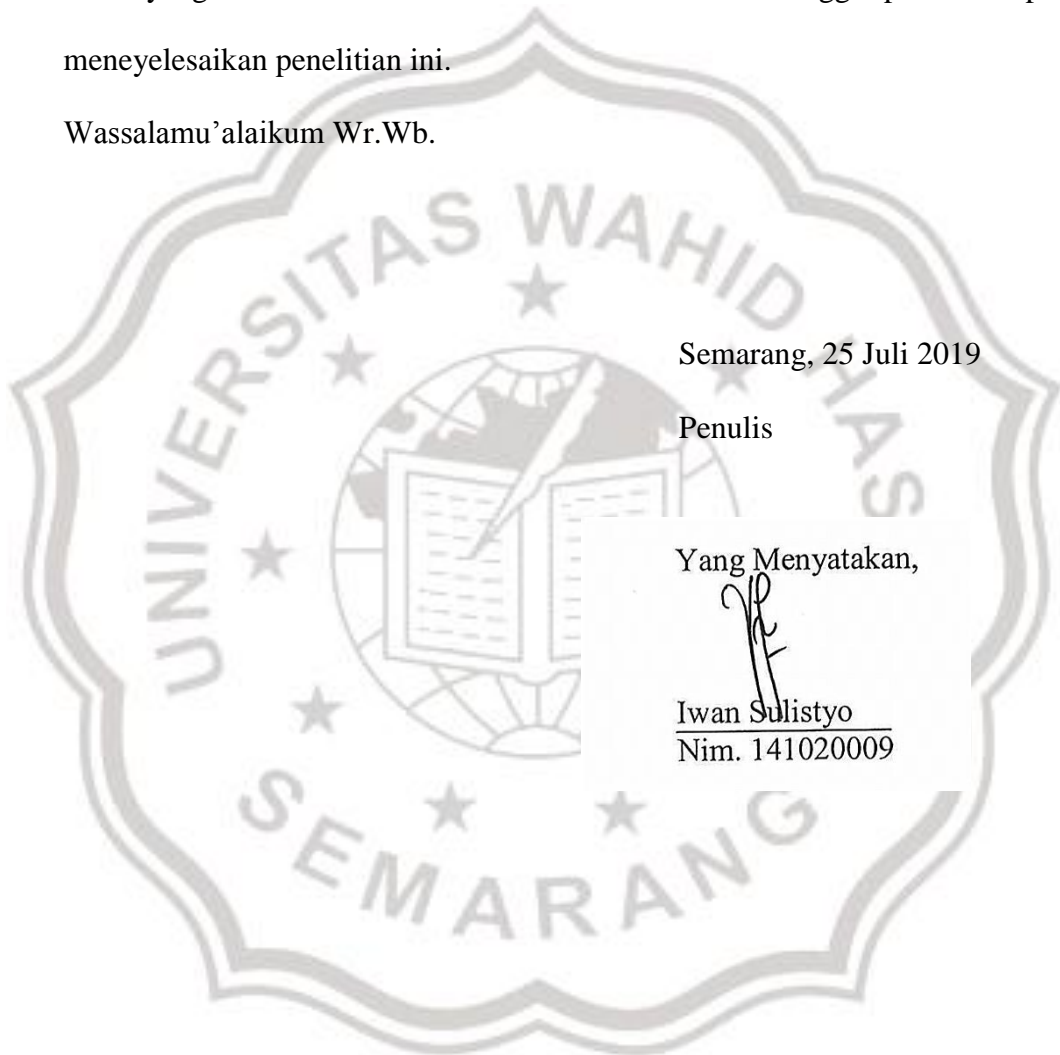 meneyelesaikan penelitian ini.
Wassalamu’alaikum Wr.Wb.
UNIVERSITAS WAHID HAS
SEMARANG
Semarang, 25 Juli 2019
Penulis
Yang Menyatakan,
Iwan Sulistyo
Nim. 141020009